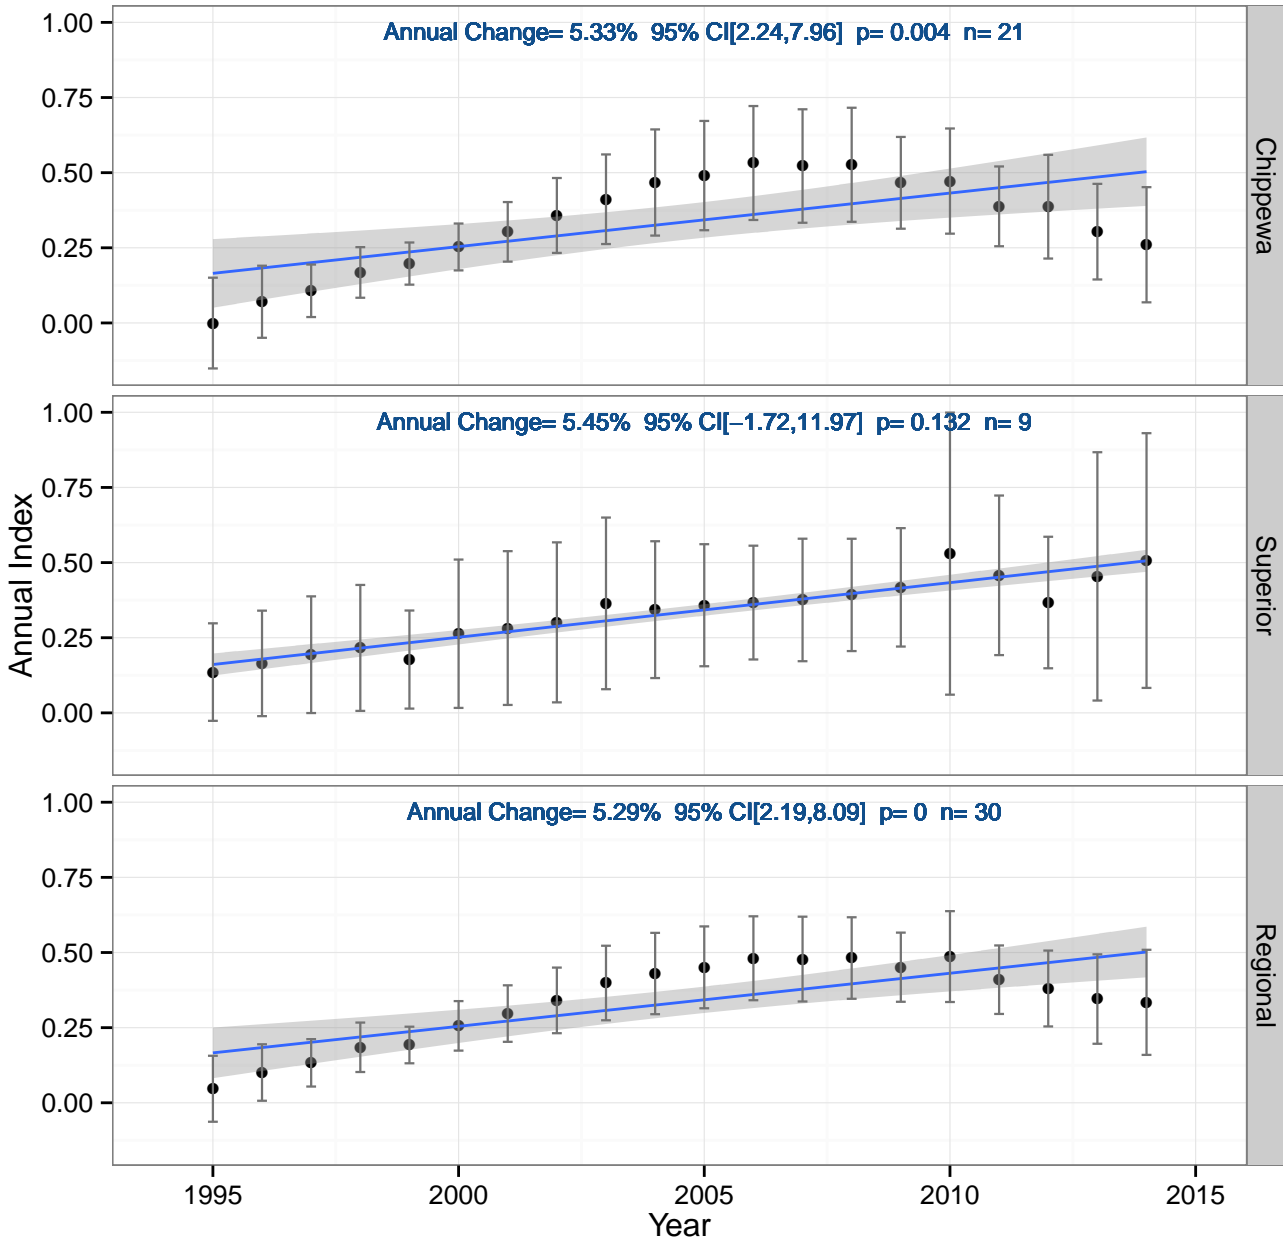 Annual Change= 5.33%  95% CI[2.24,7.96]  p= 0.004  n= 21
1.00
0.75
0.50
0.25
0.00
Chippewa
Annual Change= 5.45%  95% CI[−1.72,11.97]  p= 0.132  n= 9
1.00
0.75
0.50
0.25
0.00
Superior
Annual Index
Annual Change= 5.29%  95% CI[2.19,8.09]  p= 0  n= 30
1.00
0.75
0.50
0.25
0.00
Regional
1995 2000 2005 2010 2015
Year